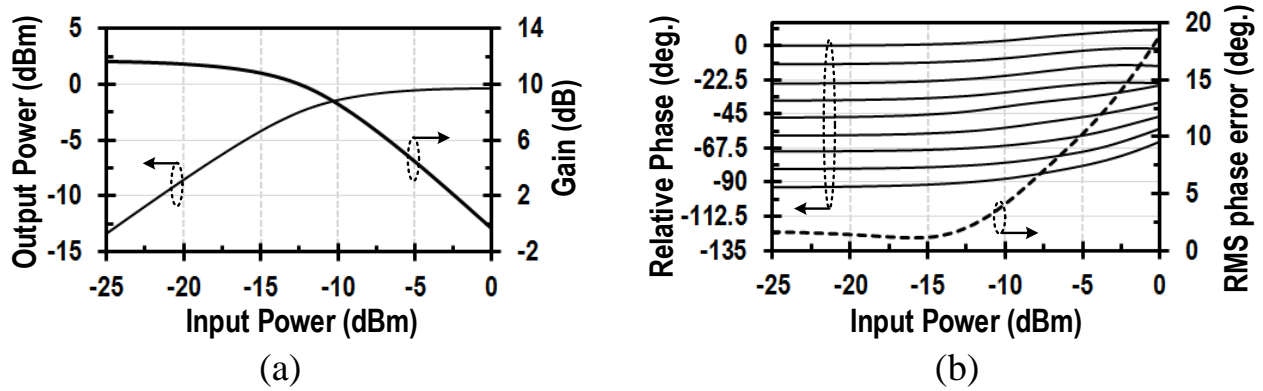 Output Power (dBm)
5
0
-5
-10
-15
14
10
6
2
-2
Gain (dB)
-25 -20 -15 -10 -5 0
Input Power (dBm)
(a)
Relative Phase (deg.)
0
-22.5
-45
-67.5
-90
-112.5
-135
20
15
10
5
0
RMS phase error (deg.)
-25 -20 -15 -10 -5 0
Input Power (dBm)
(b)